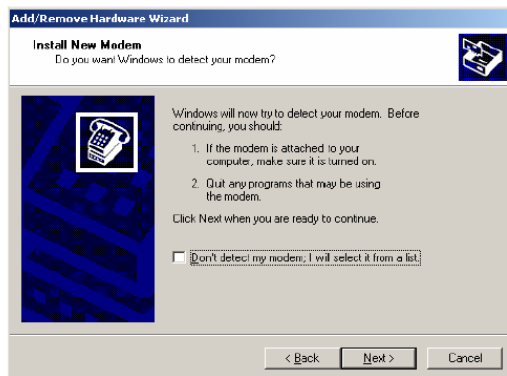 Add/Remove Hardware Wizard
Install New Modem
Do you want Windows to detect your modem?
Windows will now try to detect your modem. Before
continuing, you should:
1. If the modem is attached to your
computer, make sure it is turned on.
2. Quit any programs that may be using
the modem.
Click Next when you are ready to continue.
Don't detect my modem; I will select it from a list.
< Back
Next >
Cancel